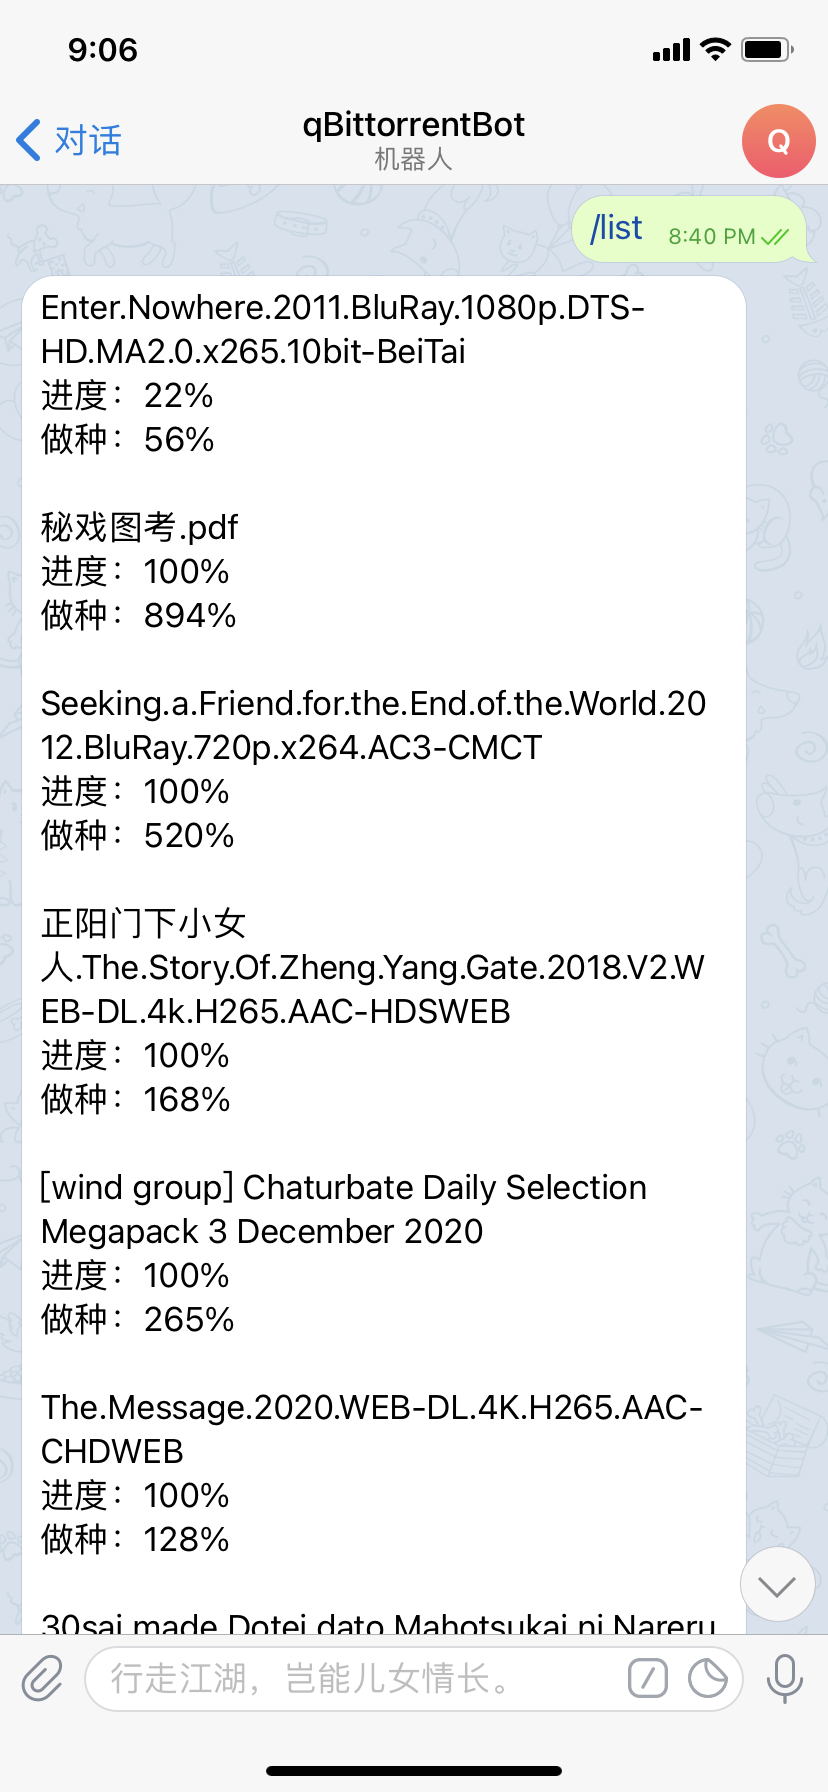 9:06
对话
qBittorrentBot
机器人
Q
/list 8:40 PM
Enter.Nowhere.2011.BluRay.1080p.DTS-
HD.MA2.0.x265.10bit-BeiTai
进度：22%
做种：56%
秘戏图考.pdf
进度：100%
做种：894%
Seeking.a.Friend.for.the.End.of.the.World.20
12.BluRay.720p.x264.AC3-CMCT
进度：100%
做种：520%
正阳门下小女
人.The.Story.Of.Zheng.Yang.Gate.2018.V2.W
EB-DL.4k.H265.AAC-HDSWEB
进度：100%
做种：168%
[wind group] Chaturbate Daily Selection
Megapack 3 December 2020
进度：100%
做种：265%
The.Message.2020.WEB-DL.4K.H265.AAC-
CHDWEB
进度：100%
做种：128%
30sai made Dotei dato Mahotsukai ni Nareru
行走江湖，岂能儿女情长。